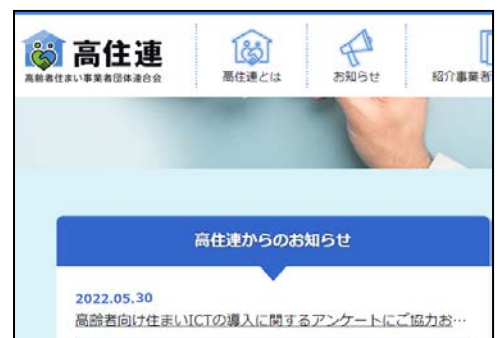 高住連
高齢者住まい事業者団体連合会
高住連とは
お知らせ
紹介事業者
高住連からのお知らせ
2022.05.30
高齢者向け住まいICTの導入に関するアンケートにご協力お…